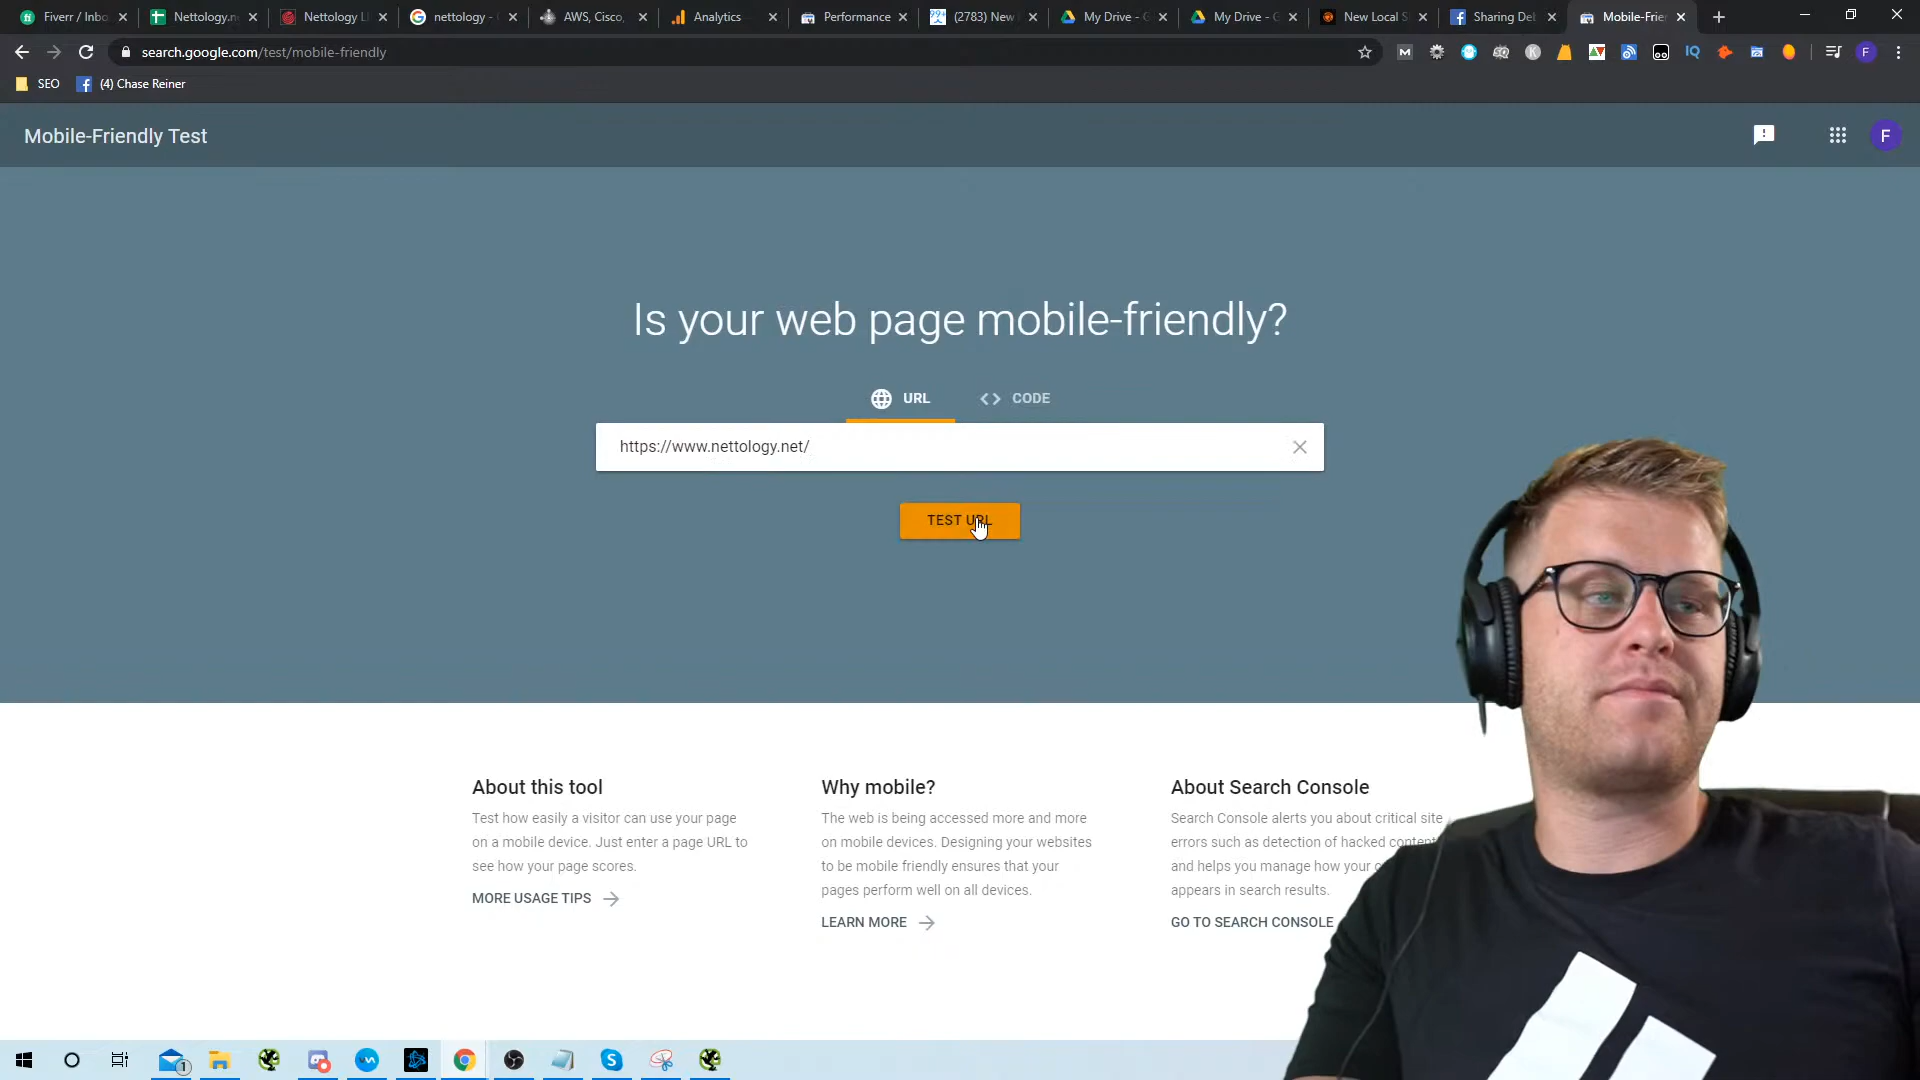 Fiverr / Inbo
Nettology.n
Nettology Ll
nettology -
AWS, Cisco,
Analytics
Performance
(2783) New
My Drive - G
My Drive - G
New Local S
Sharing Deb
Mobile-Frie
search.google.com/test/mobile-friendly
SEO
(4) Chase Reiner
Mobile-Friendly Test
F
Is your web page mobile-friendly?
URL
CODE
https://www.nettology.net/
TEST URL
About this tool
Test how easily a visitor can use your page
on a mobile device. Just enter a page URL to
see how your page scores.
MORE USAGE TIPS
Why mobile?
The web is being accessed more and more
on mobile devices. Designing your websites
to be mobile friendly ensures that your
pages perform well on all devices.
LEARN MORE
About Search Console
Search Console alerts you about critical site
errors such as detection of hacked content
and helps you manage how your
appears in search results.
GO TO SEARCH CONSOLE